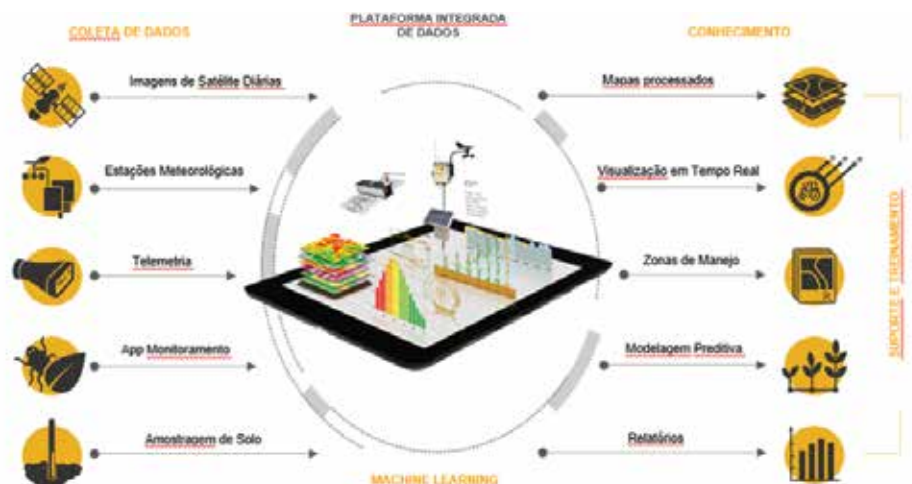 COLETA DE DADOS
PLATAFORMA INTEGRADA
DE DADOS
CONHECIMENTO
Imagens de Satélite Diárias
Estações Meteorológicas
Telemetria
App Monitoramento
Amostragem de Solo
Mapas processados
Visualização em Tempo Real
Zonas de Manejo
Modelagem Preditiva
Relatórios
SUPORTE E TREINAMENTO
MACHINE LEARNING